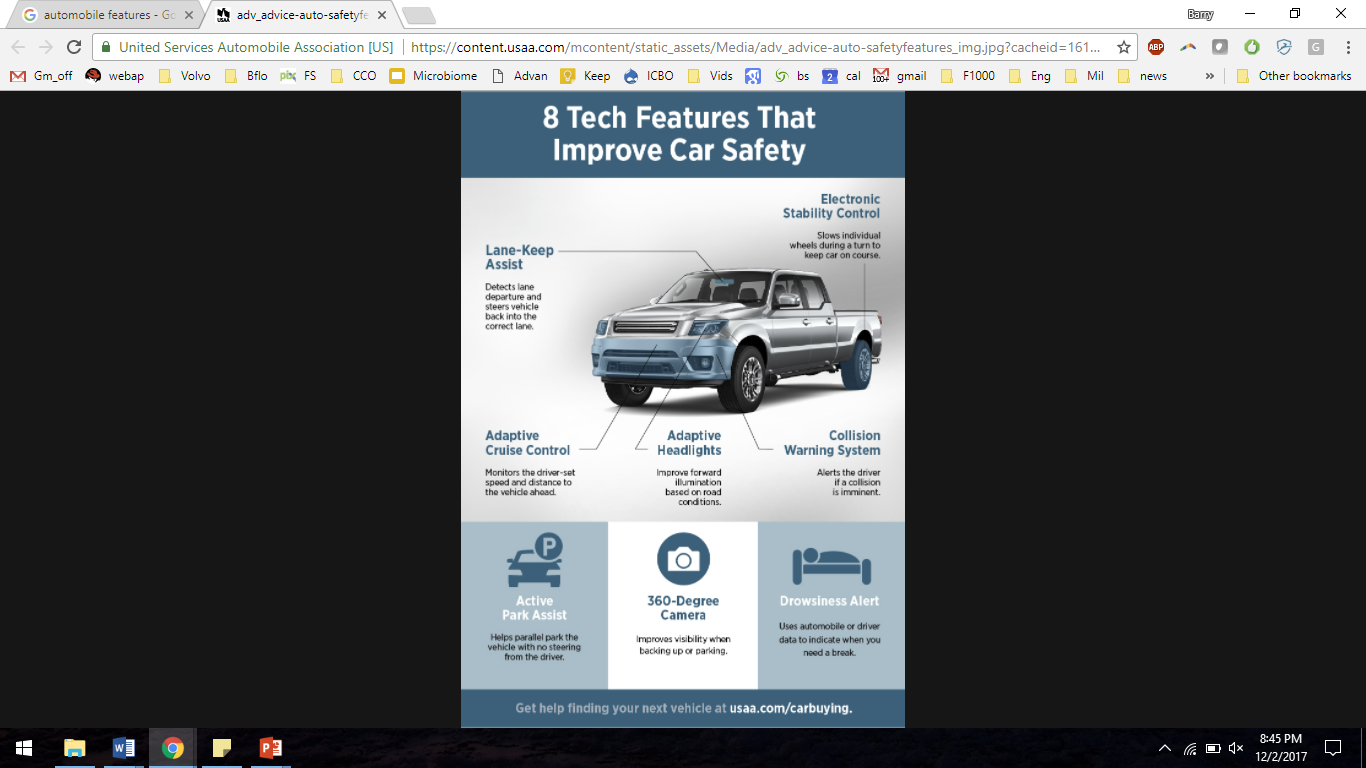 automobile features - Go
adv_advice-auto-safetyfe
Barry
United Services Automobile Association [US]
https://content.usaa.com/mcontent/static_assets/Media/adv_advice-auto-safetyfeatures_img.jpg?cacheid=161...
ABP
G
Gm_off
webap
Volvo
Bflo
pix FS
CCO
Microbiome
Advan
Keep
ICBO
Vids
bs
2 cal
100+ gmail
F1000
Eng
Mil
news
»
Other bookmarks
8 Tech Features That
Improve Car Safety
Electronic
Stability Control
Slows individual
wheels during a turn to
keep car on course.
Lane-Keep
Assist
Detects lane
departure and
steers vehicle
back into the
correct lane.
Adaptive
Cruise Control
Monitors the driver-set
speed and distance to
the vehicle ahead.
Adaptive
Headlights
Improve forward
illumination
based on road
conditions.
Collision
Warning System
Alerts the driver
if a collision
is imminent.
P
Active
Park Assist
Helps parallel park the
vehicle with no steering
from the driver.
360-Degree
Camera
Improves visibility when
backing up or parking.
Drowsiness Alert
Uses automobile or driver
data to indicate when you
need a break.
Get help finding your next vehicle at usaa.com/carbuying.
8:45 PM
12/2/2017